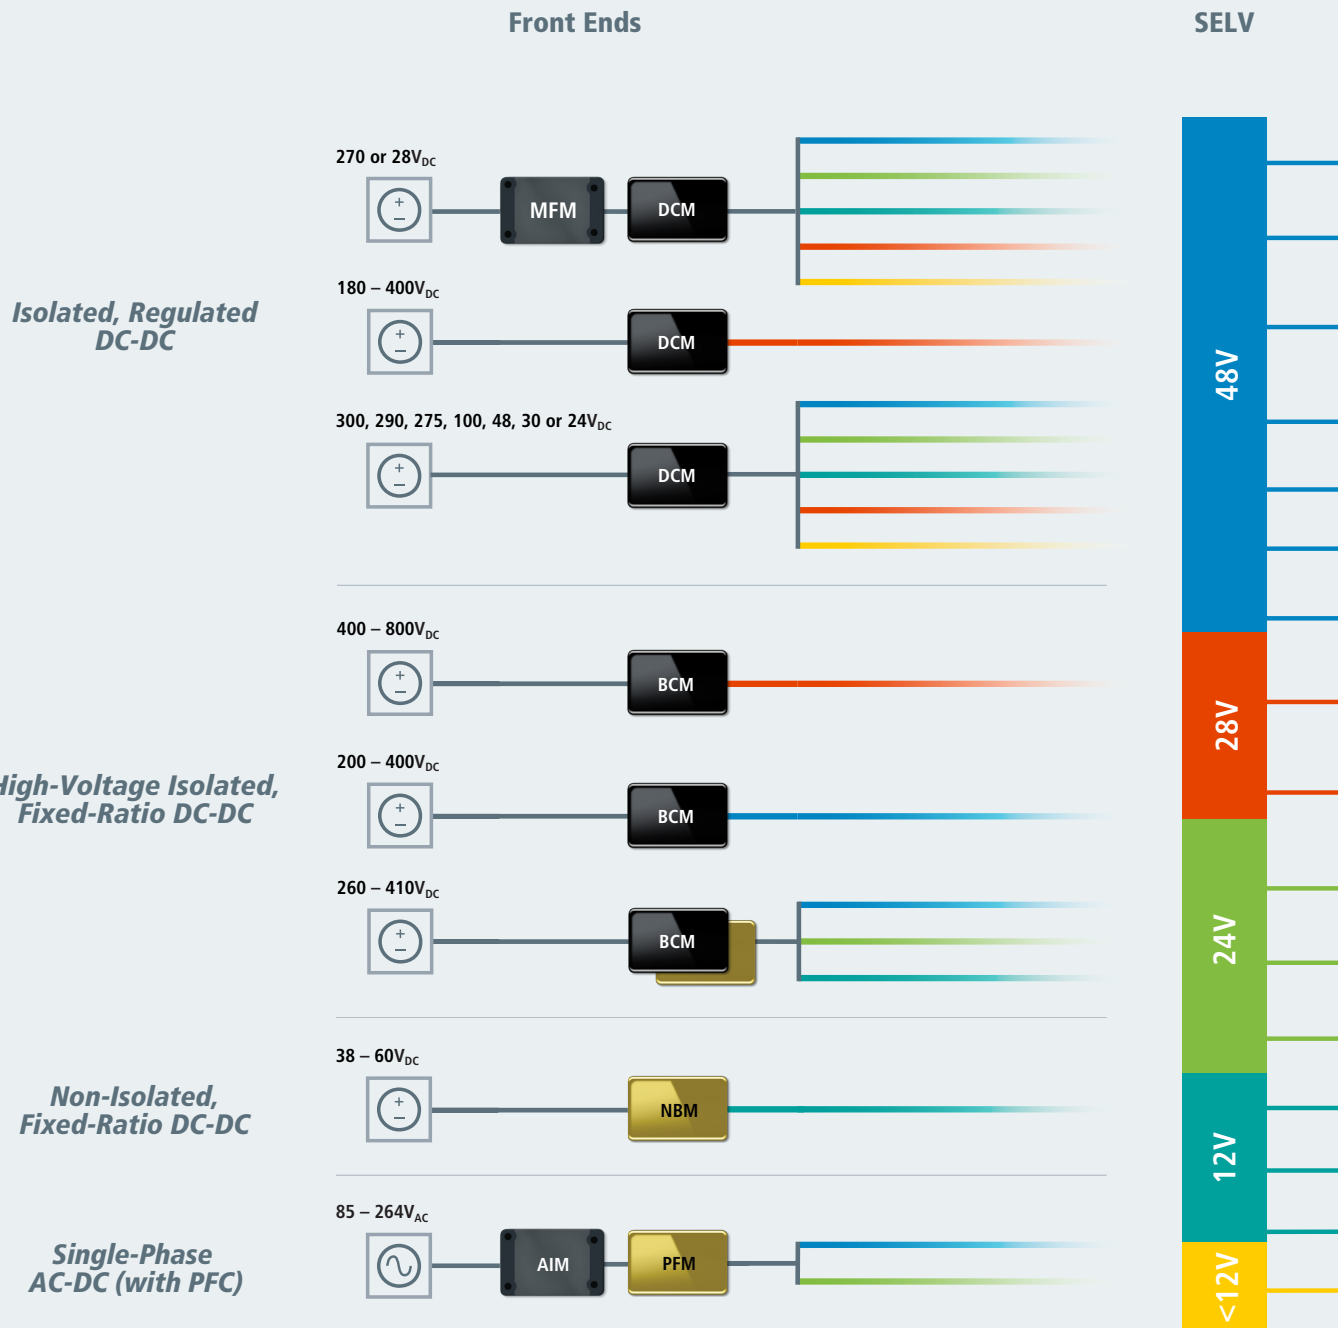 Front Ends
SELV
270 or 28VDC
MFM
DCM
180 – 400VDC
Isolated, Regulated
DC-DC
DCM
48V
300, 290, 275, 100, 48, 30 or 24VDC
DCM
400 – 800VDC
BCM
28V
200 – 400VDC
High-Voltage Isolated,
Fixed-Ratio DC-DC
BCM
260 – 410VDC
BCM
24V
38 – 60VDC
Non-Isolated,
Fixed-Ratio DC-DC
NBM
12V
85 – 264VAC
Single-Phase
AC-DC (with PFC)
AIM
PFM
<12V